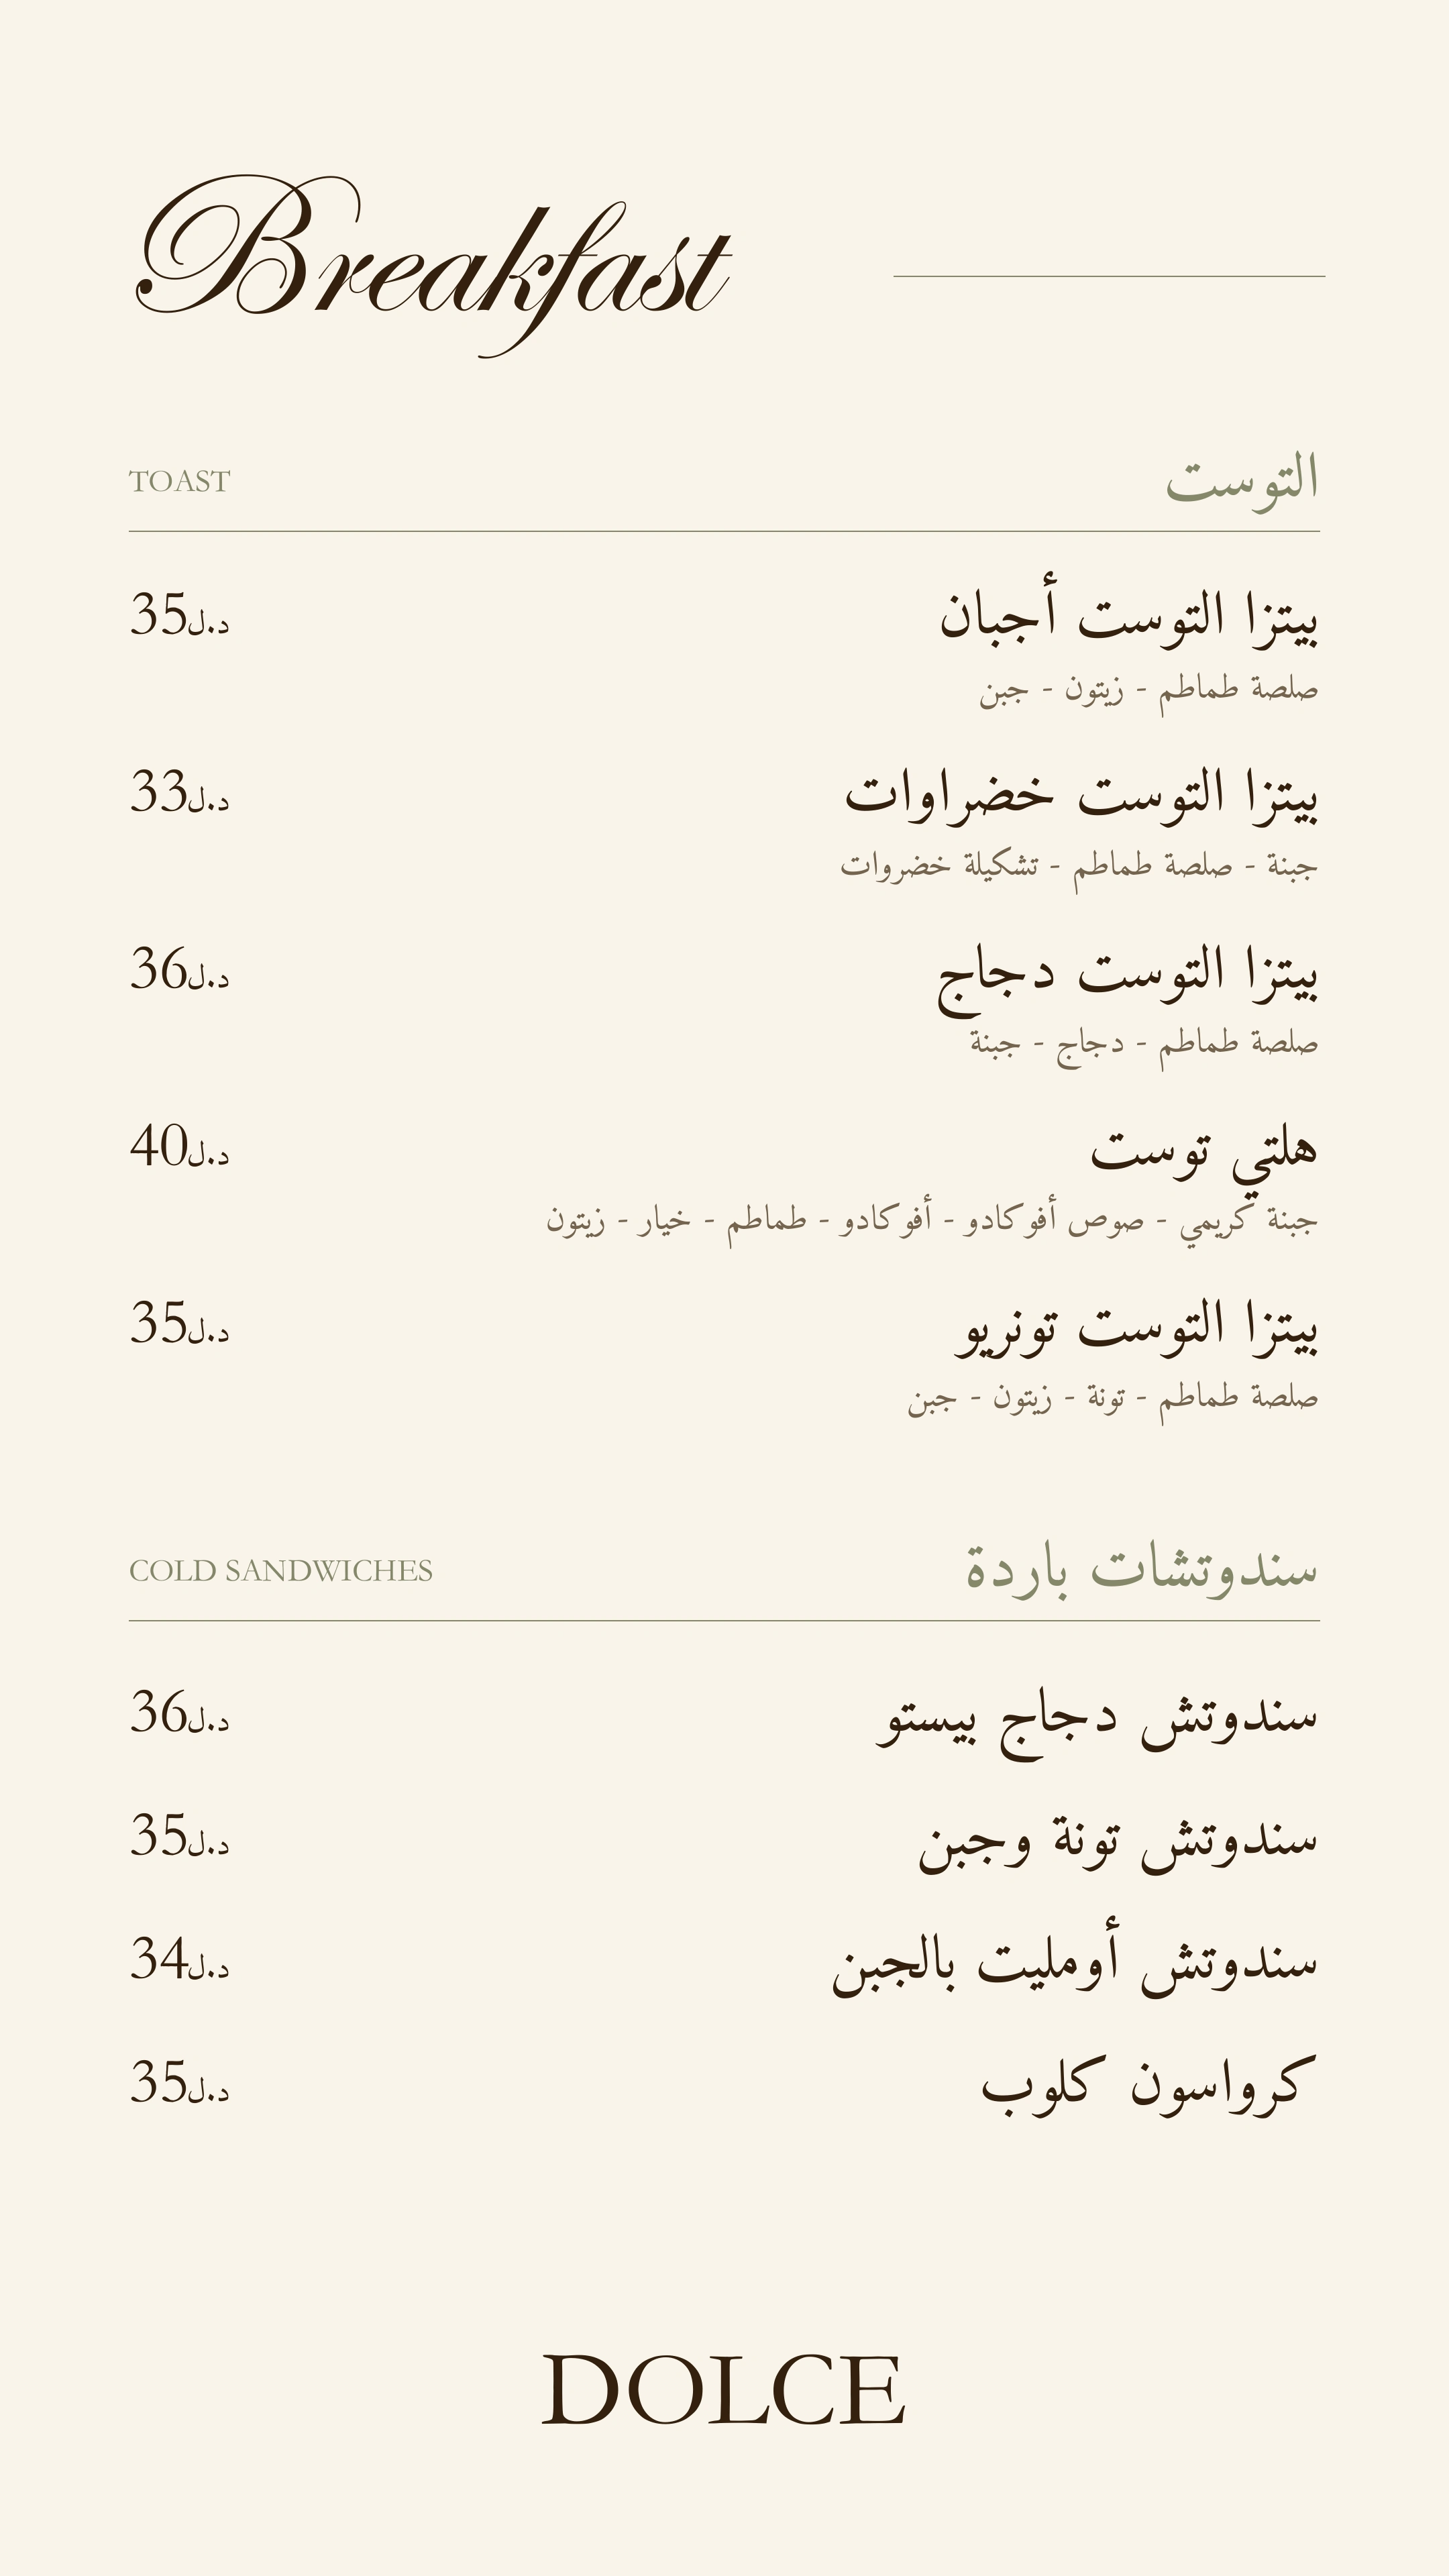 Breakfast
TOAST التوست
بيتزا التوست أجبان 35د.ل
صلصة طماطم - زيتون - جبن
بيتزا التوست خضراوات 33د.ل
جبنة - صلصة طماطم - تشكيلة خضروات
بيتزا التوست دجاج 36د.ل
صلصة طماطم - دجاج - جبنة
هلتي توست 40د.ل
جبنة كريمي - صوص أفوكادو - أفوكادو - طماطم - خيار - زيتون
بيتزا التوست تونريو 35د.ل
صلصة طماطم - تونة - زيتون - جبن
COLD SANDWICHES سندوتشات باردة
سندوتش دجاج بيستو 36د.ل
سندوتش تونة وجبن 35د.ل
سندوتش أومليت بالجبن 34د.ل
كرواسون كلوب 35د.ل
DOLCE